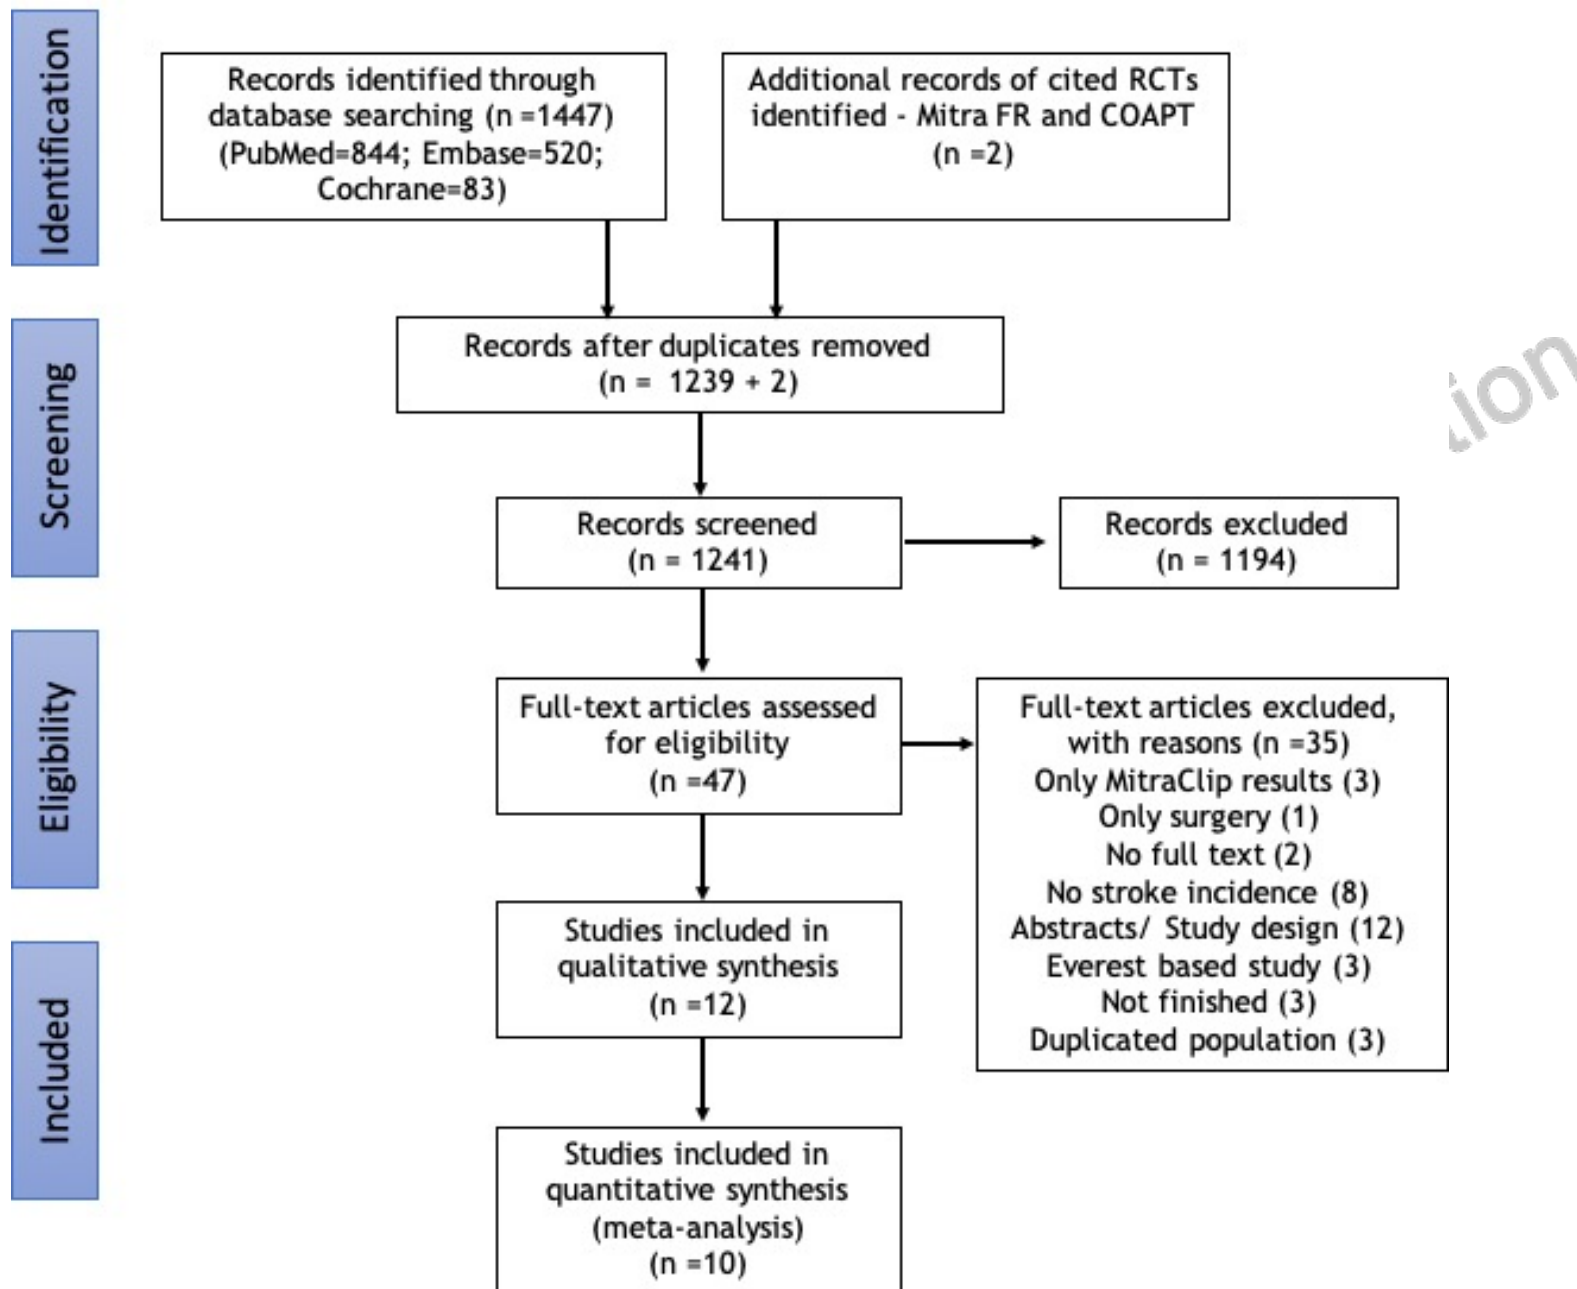 Identification
Records identified through
database searching (n =1447)
(PubMed=844; Embase=520;
Cochrane=83)
Additional records of cited RCTs
identified - Mitra FR and COAPT
(n =2)
Screening
Records after duplicates removed
(n = 1239 + 2)
Records screened
(n = 1241)
Records excluded
(n = 1194)
Eligibility
Full-text articles assessed
for eligibility
(n =47)
Full-text articles excluded,
with reasons (n =35)
Only MitraClip results (3)
Only surgery (1)
No full text (2)
No stroke incidence (8)
Abstracts/ Study design (12)
Everest based study (3)
Not finished (3)
Duplicated population (3)
Included
Studies included in
qualitative synthesis
(n =12)
Studies included in
quantitative synthesis
(meta-analysis)
(n =10)